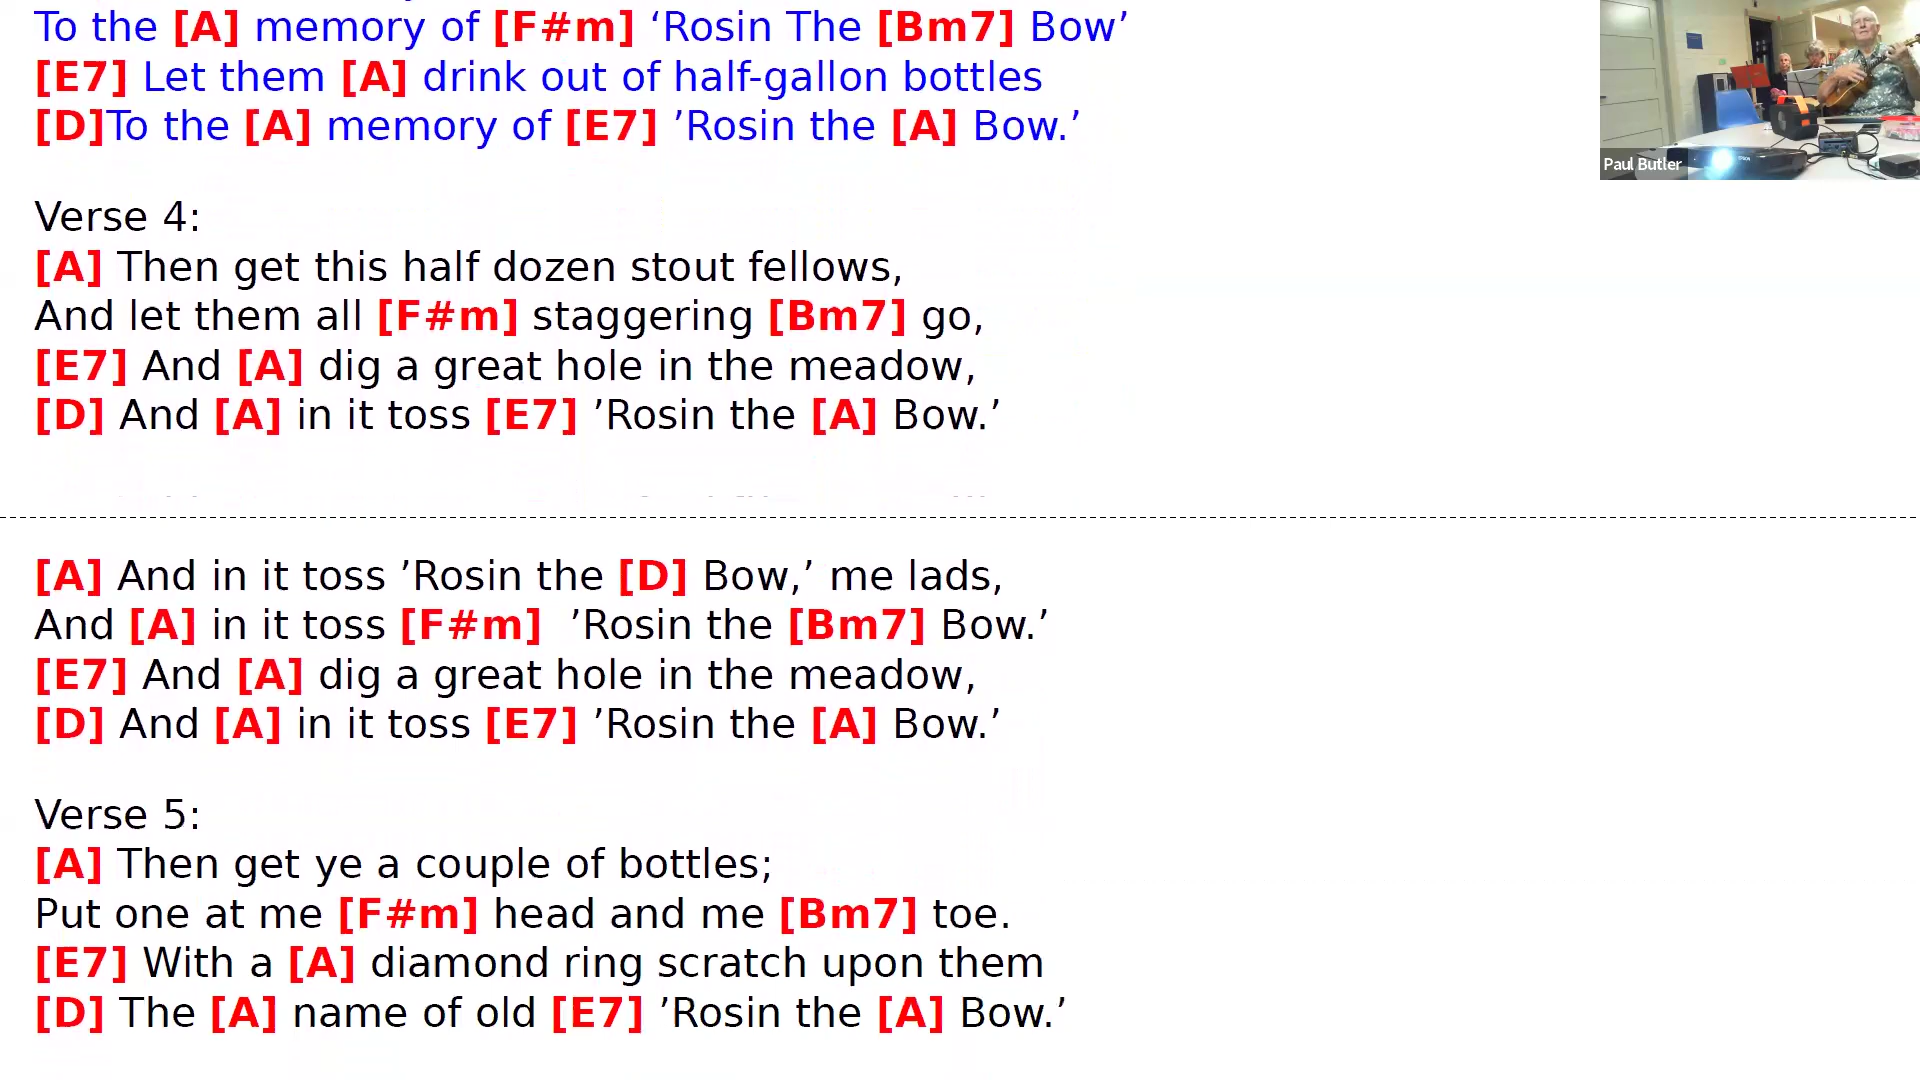 To the [A] memory of [F#m] ‘Rosin The [Bm7] Bow’
[E7] Let them [A] drink out of half-gallon bottles
[D]To the [A] memory of [E7] ’Rosin the [A] Bow.’
Verse 4:
[A] Then get this half dozen stout fellows,
And let them all [F#m] staggering [Bm7] go,
[E7] And [A] dig a great hole in the meadow,
[D] And [A] in it toss [E7] ’Rosin the [A] Bow.’
[A] And in it toss ’Rosin the [D] Bow,’ me lads,
And [A] in it toss [F#m] ’Rosin the [Bm7] Bow.’
[E7] And [A] dig a great hole in the meadow,
[D] And [A] in it toss [E7] ’Rosin the [A] Bow.’
Verse 5:
[A] Then get ye a couple of bottles;
Put one at me [F#m] head and me [Bm7] toe.
[E7] With a [A] diamond ring scratch upon them
[D] The [A] name of old [E7] ’Rosin the [A] Bow.’
Paul Butler